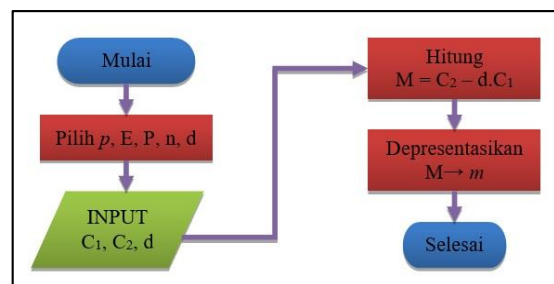 Mulai
Pilih p, E, P, n, d
INPUT
C₁, C₂, d
Hitung
M = C₂ – d.C₁
Depresentasikan
M→ m
Selesai